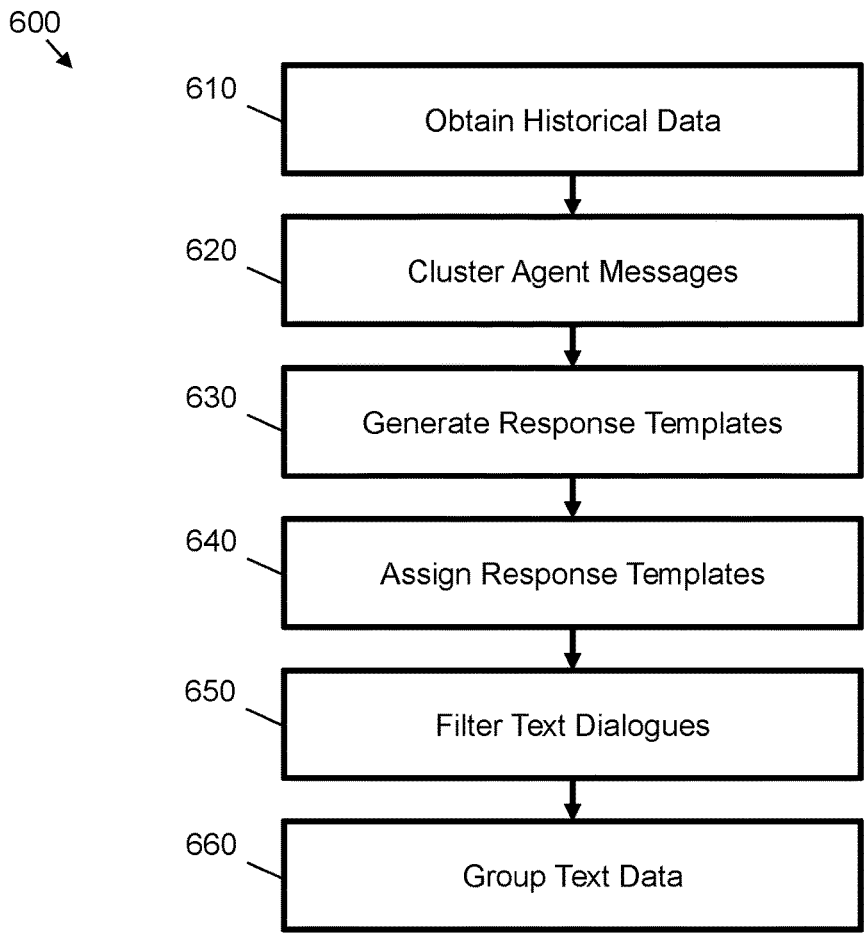 600
610
Obtain Historical Data
620
Cluster Agent Messages
630
Generate Response Templates
640
Assign Response Templates
650
Filter Text Dialogues
660
Group Text Data